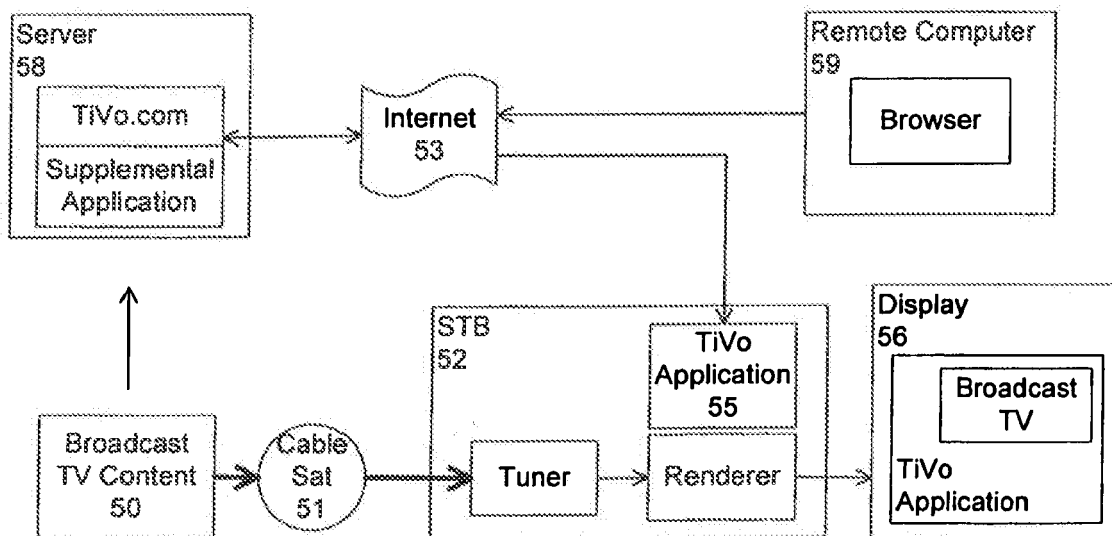 Server
58
TiVo.com
Supplemental
Application
Internet
53
Remote Computer
59
Browser
STB
52
TiVo
Application
55
Display
56
Broadcast
TV
TiVo
Application
Broadcast
TV Content
50
Cable
Sat
51
Tuner
Renderer